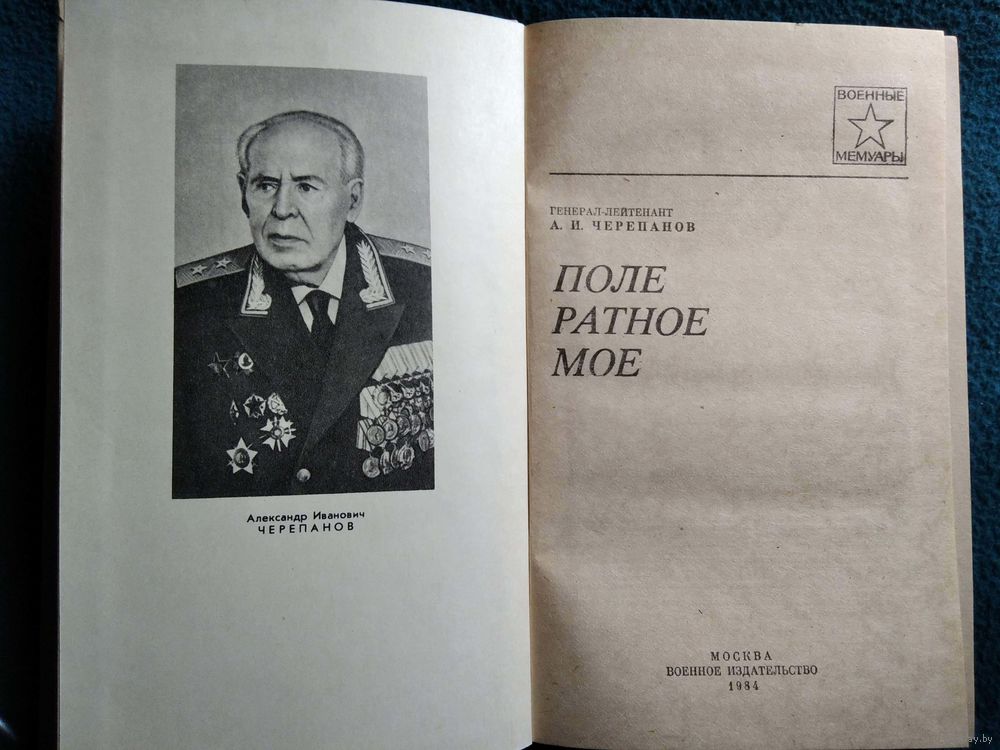 Александр Иванович
ЧЕРЕПАНОВ
ВОЕННЫЕ
МЕМУАРЫ
ГЕНЕРАЛ-ЛЕЙТЕНАНТ
А. И. ЧЕРЕПАНОВ
ПОЛЕ
РАТНОЕ
МОЕ
МОСКВА
ВОЕННОЕ ИЗДАТЕЛЬСТВО
1984